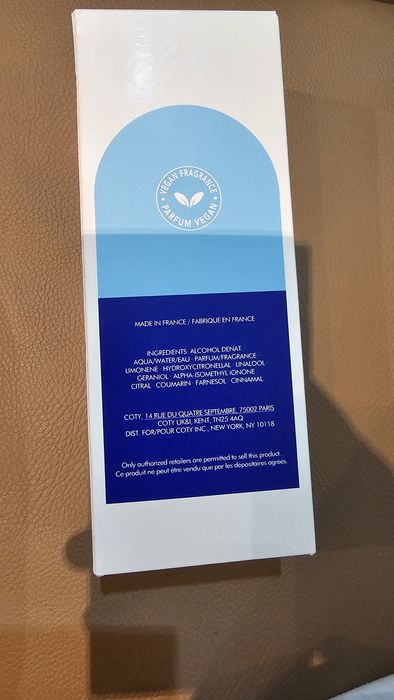 VEGAN FRAGRANCE
PARFUM VEGAN
MADE IN FRANCE / FABRIQUE EN FRANCE
INGREDIENTS: ALCOHOL DENAT. ·
AQUA/WATER/EAU · PARFUM/FRAGRANCE ·
LIMONENE · HYDROXYCITRONELLAL · LINALOOL ·
GERANIOL · ALPHA-ISOMETHYL IONONE ·
CITRAL · COUMARIN · FARNESOL · CINNAMAL.
COTY, 14 RUE DU QUATRE SEPTEMBRE, 75002 PARIS
COTY UK&I, KENT, TN25 4AQ
DIST. FOR/POUR COTY INC., NEW YORK, NY 10118
Only authorized retailers are permitted to sell this product.
Ce produit ne peut être vendu que par les dépositaires agréés.